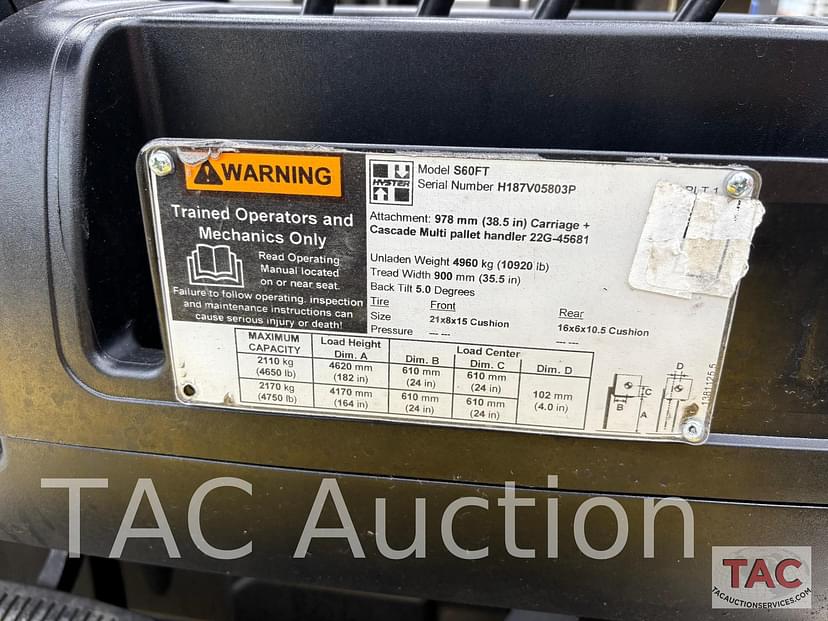 WARNING
Trained Operators and
Mechanics Only
Read Operating
Manual located
on or near seat.
Failure to follow operating, inspection
and maintenance instructions can
cause serious injury or death!
HYSTER
Model S60FT
Serial Number H187V05803P
Attachment: 978 mm (38.5 in) Carriage +
Cascade Multi pallet handler 22G-45681
Unladen Weight 4960 kg (10920 lb)
Tread Width 900 mm (35.5 in)
Back Tilt 5.0 Degrees
Tire Front Rear
Size 21x8x15 Cushion 16x6x10.5 Cushion
Pressure --- --- --- ---
MAXIMUM CAPACITY Load Height Dim. A Load Center
Dim. B Dim. C Dim. D
2110 kg 4620 mm 610 mm 610 mm
(4650 lb) (182 in) (24 in) (24 in)
2170 kg 4170 mm 610 mm 610 mm 102 mm
(4750 lb) (164 in) (24 in) (24 in) (4.0 in)
B C A D
TAC Auction
TAC
TACAUCTIONSERVICES.COM